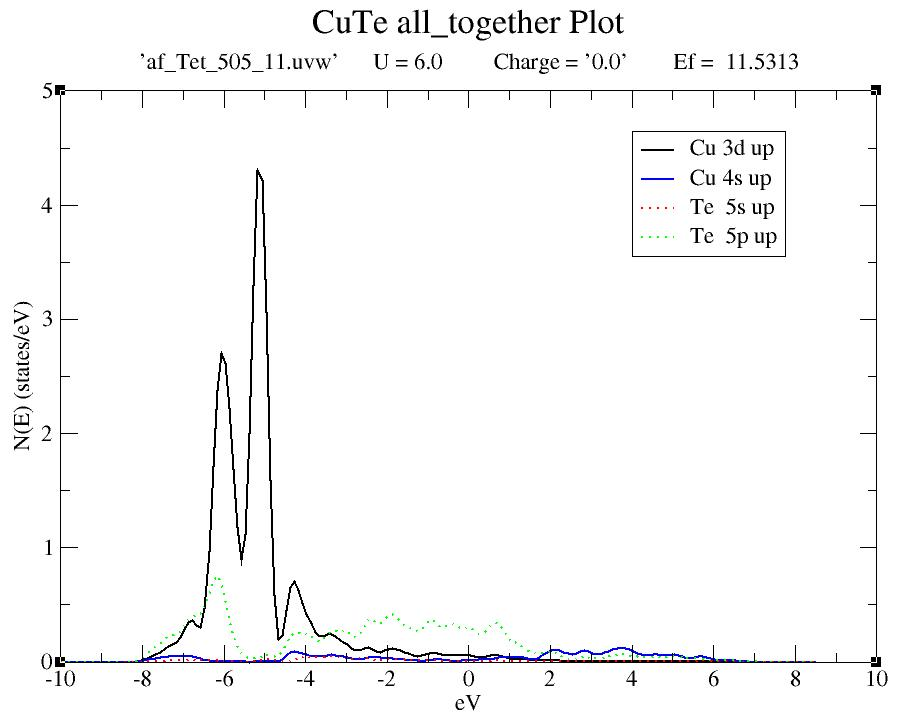 CuTe all_together Plot
'af_Tet_505_11.uvw' U = 6.0 Charge = '0.0' Ef = 11.5313
Cu 3d up
Cu 4s up
Te 5s up
Te 5p up
5
4
3
2
1
0
N(E) (states/eV)
-10 -8 -6 -4 -2 0 2 4 6 8 10
eV